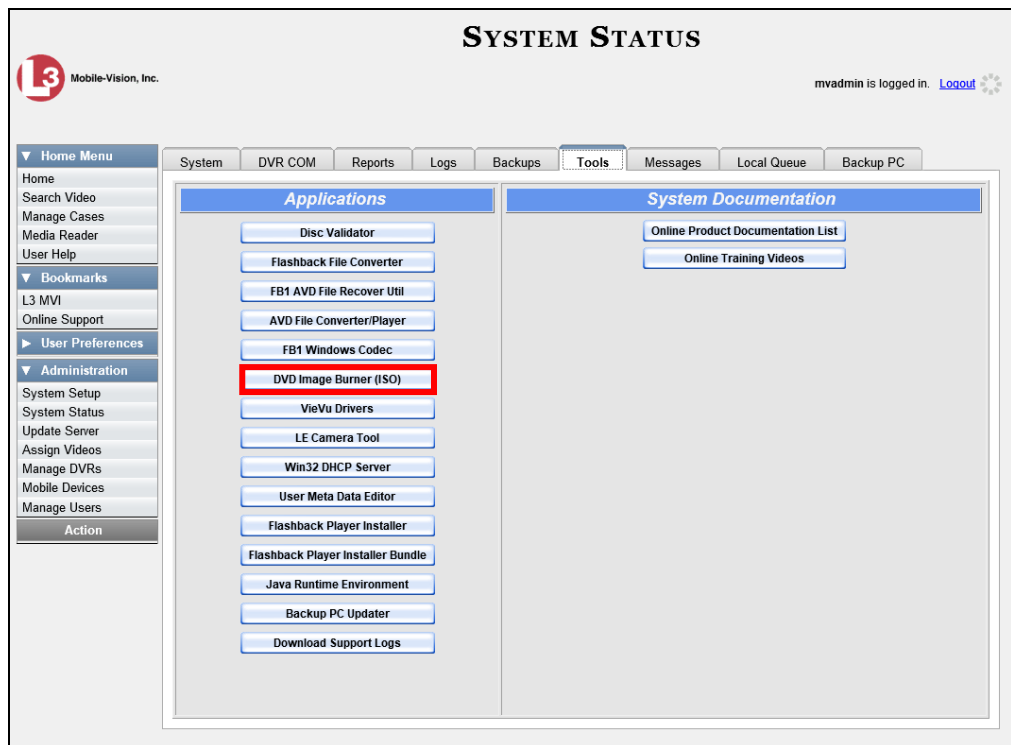 SYSTEM STATUS
L3 Mobile-Vision, Inc.
mvadmin is logged in. Logout
Home Menu
Home
Search Video
Manage Cases
Media Reader
User Help
Bookmarks
L3 MVI
Online Support
User Preferences
Administration
System Setup
System Status
Update Server
Assign Videos
Manage DVRs
Mobile Devices
Manage Users
Action
System DVR COM Reports Logs Backups Tools Messages Local Queue Backup PC
Applications
Disc Validator
Flashback File Converter
FB1 AVD File Recover Util
AVD File Converter/Player
FB1 Windows Codec
DVD Image Burner (ISO)
VieVu Drivers
LE Camera Tool
Win32 DHCP Server
User Meta Data Editor
Flashback Player Installer
Flashback Player Installer Bundle
Java Runtime Environment
Backup PC Updater
Download Support Logs
System Documentation
Online Product Documentation List
Online Training Videos